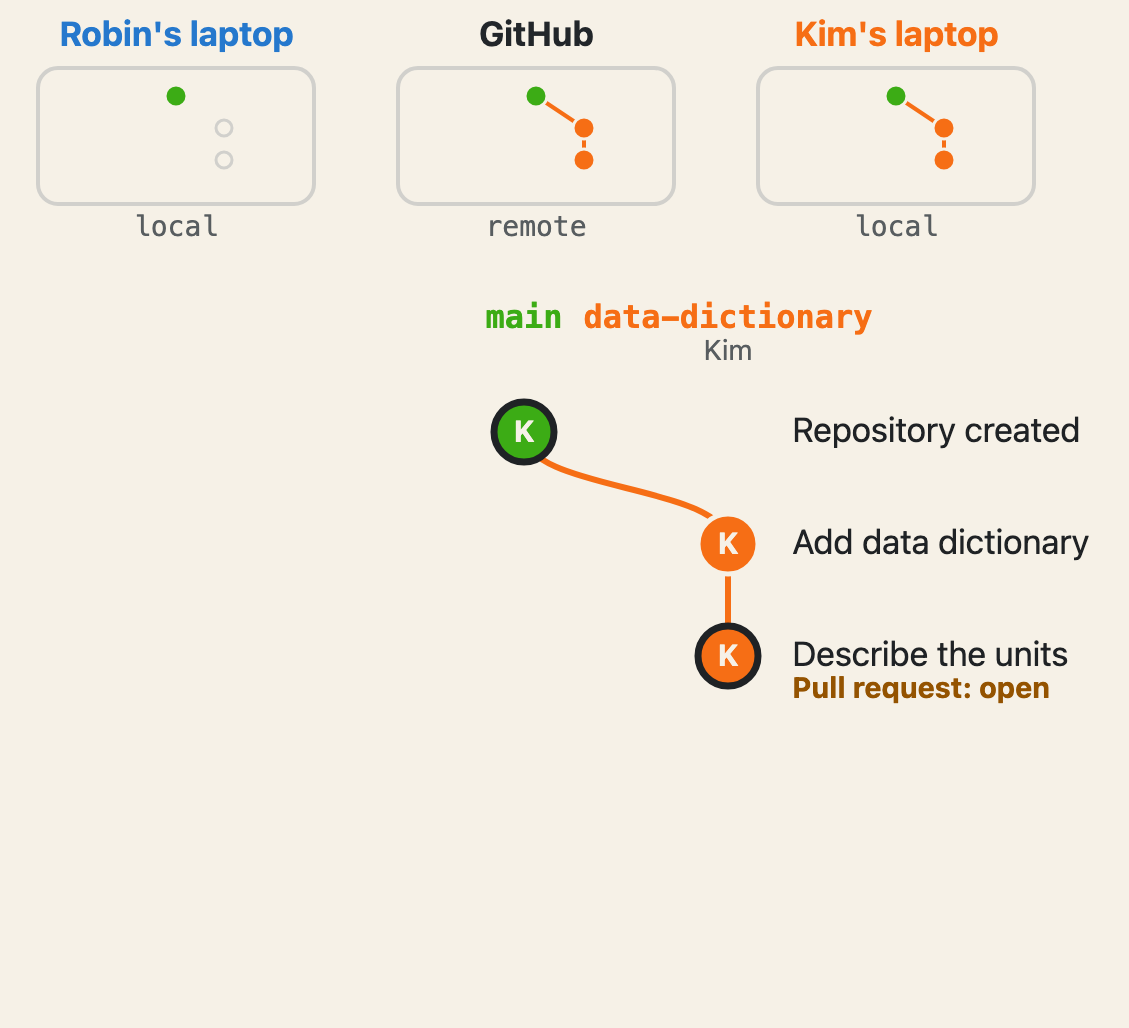 Robin's laptop
GitHub
Kim's laptop
local
remote
local
main data-dictionary
Kim
K
Repository created
K
Add data dictionary
K
Describe the units
Pull request: open